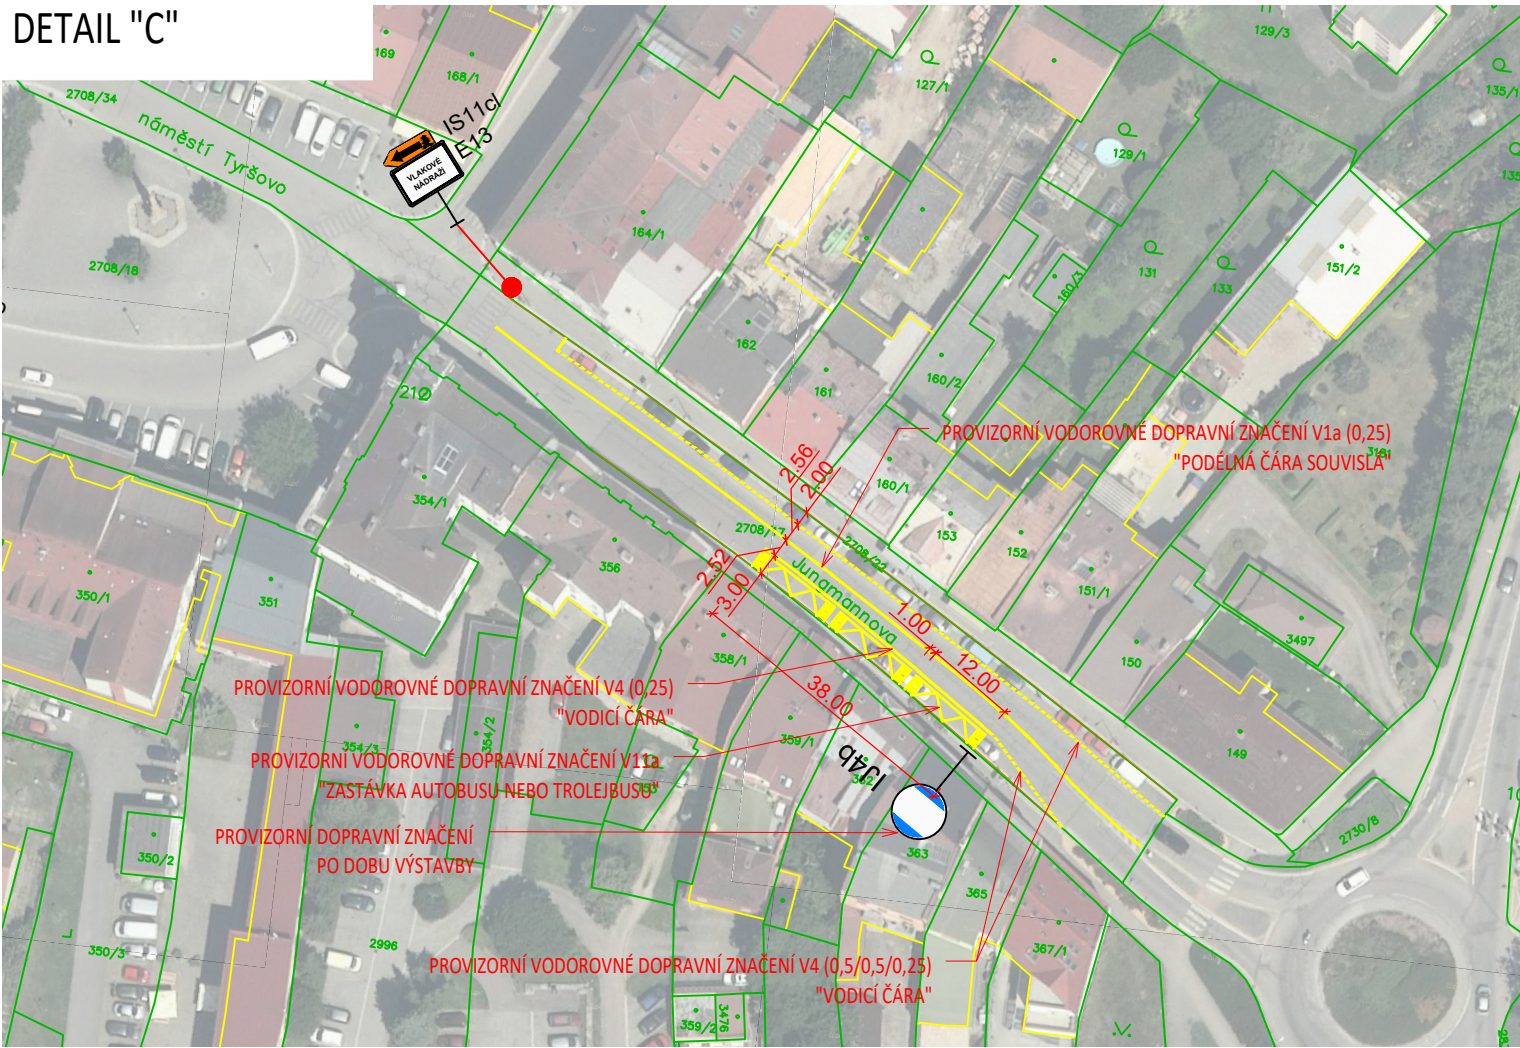 DETAIL "C"
169
168/1
127/1
129/3
135/1
2708/34
náměstí Tyršovo
IS11cl
E13
VLAKOVÉ
NÁDRAŽÍ
129/1
164/1
2708/18
131
133
151/2
160/3
162
161
160/2
210
PROVIZORNÍ VODOROVNÉ DOPRAVNÍ ZNAČENÍ V1a (0,25)
"PODÉLNÁ ČÁRA SOUVISLÁ"
2.56
2.00
160/1
354/1
2708/22
153
152
2.52
3.00
Jungmannova
356
351
350/1
151/1
1.00
12.00
3497
150
358/1
PROVIZORNÍ VODOROVNÉ DOPRAVNÍ ZNAČENÍ V4 (0,25)
"VODICÍ ČÁRA"
38.00
359/1
354/3
354/2
149
PROVIZORNÍ VODOROVNÉ DOPRAVNÍ ZNAČENÍ V11a
"ZASTÁVKA AUTOBUSU NEBO TROLEJBUSU"
IJ4b
362
PROVIZORNÍ DOPRAVNÍ ZNAČENÍ
PO DOBU VÝSTAVBY
350/2
363
2730/8
365
350/3
2996
367/1
PROVIZORNÍ VODOROVNÉ DOPRAVNÍ ZNAČENÍ V4 (0,5/0,5/0,25)
"VODICÍ ČÁRA"
359/2
3476